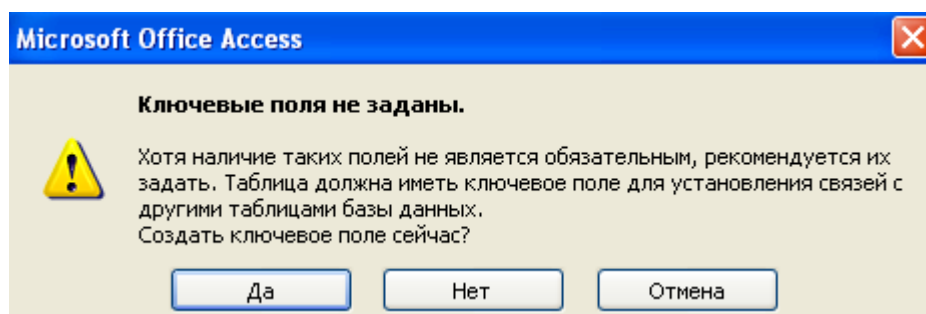 Microsoft Office Access
Ключевые поля не заданы.
Хотя наличие таких полей не является обязательным, рекомендуется их
задать. Таблица должна иметь ключевое поле для установления связей с
другими таблицами базы данных.
Создать ключевое поле сейчас?
Да Нет Отмена